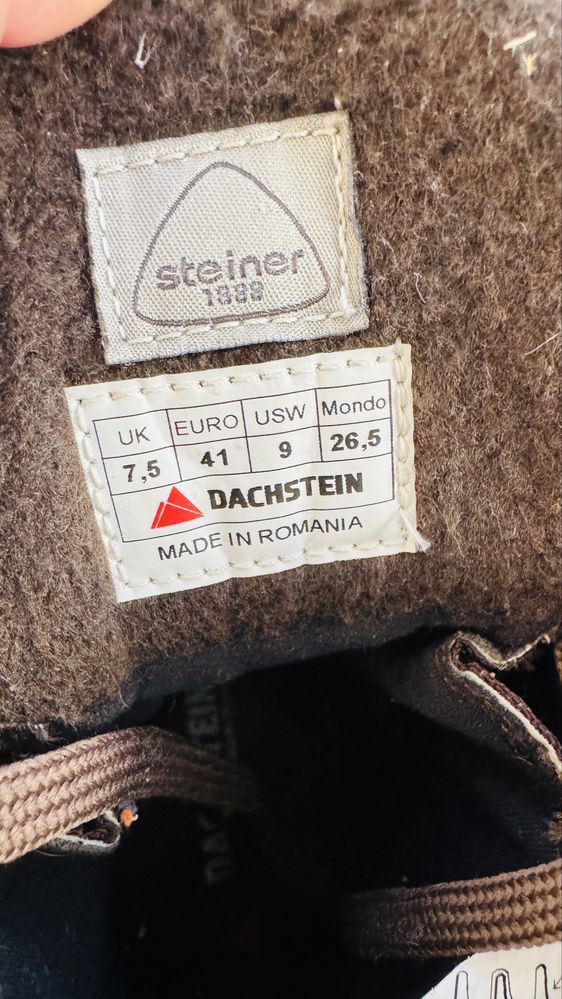 steiner
1888
UK EURO USW Mondo
7,5 41 9 26,5
DACHSTEIN
MADE IN ROMANIA